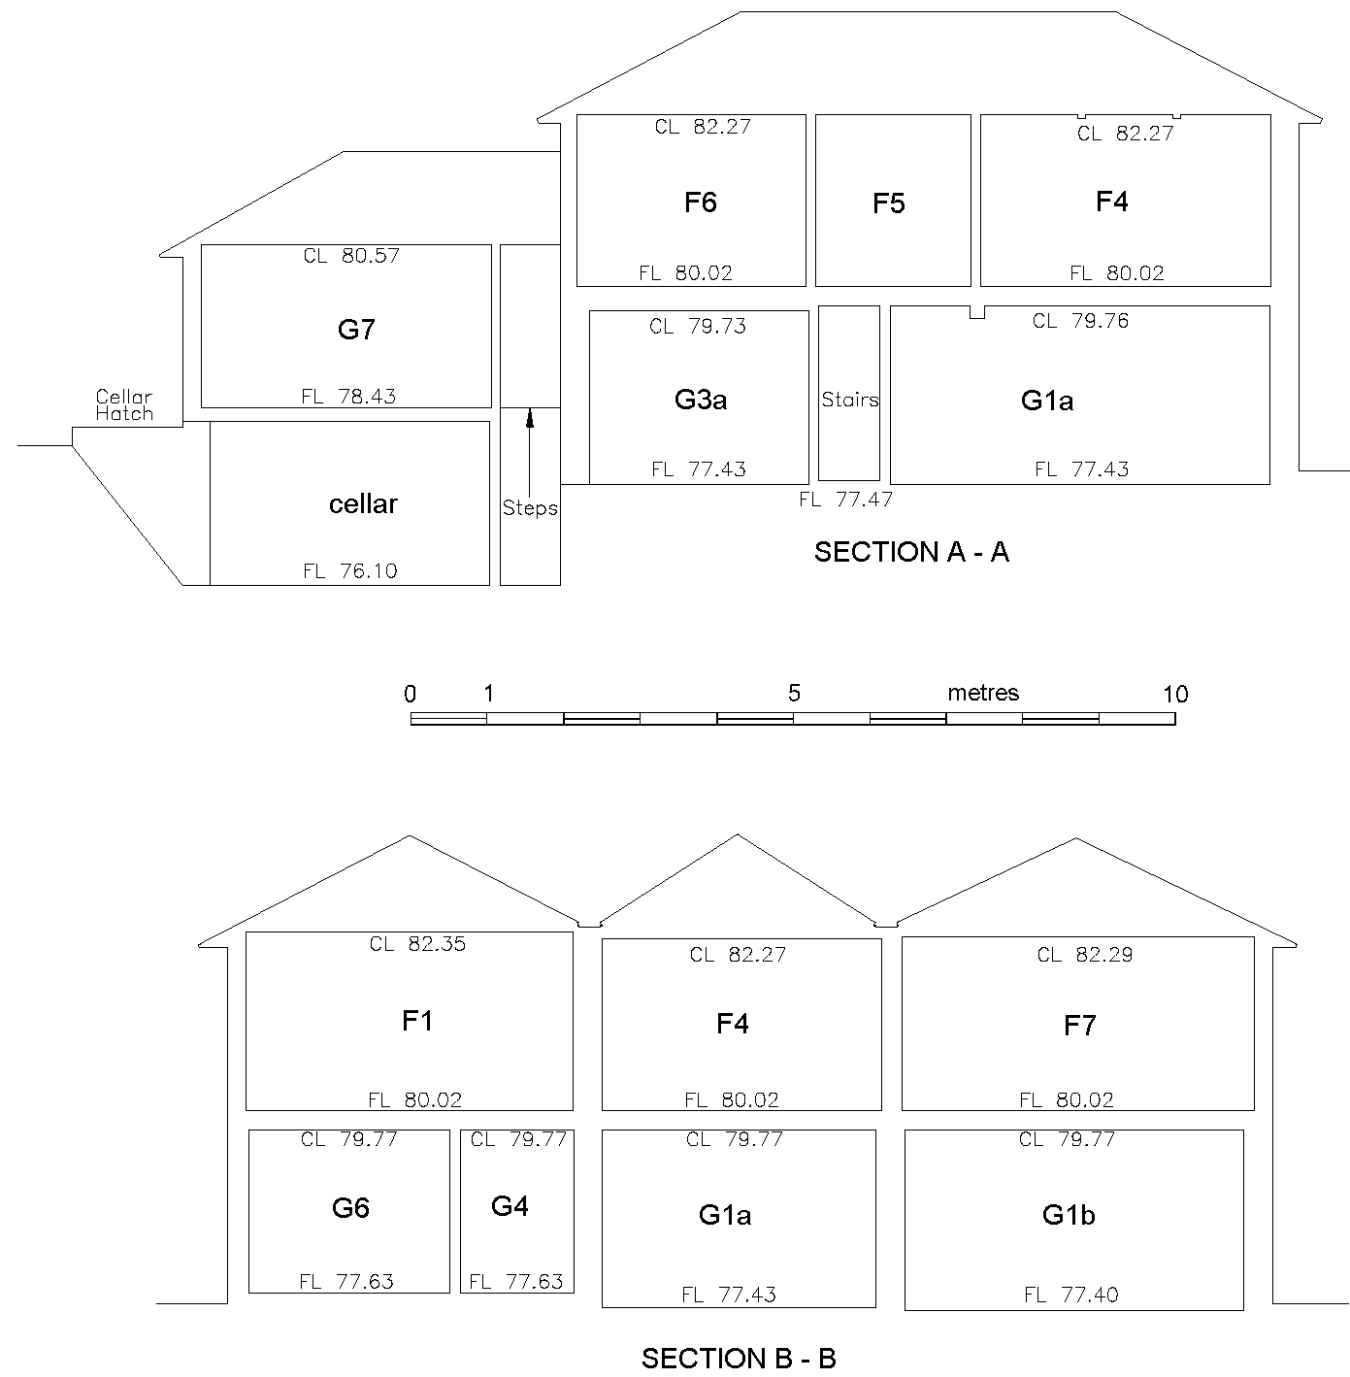 CL 82.27
CL 82.27
F6
F5
F4
FL 80.02
FL 80.02
CL 80.57
G7
FL 78.43
CL 79.73
CL 79.76
Cellar
Hatch
G3a
Stairs
G1a
FL 77.43
FL 77.43
cellar
Steps
FL 77.47
FL 76.10
SECTION A - A
0 1 5 metres 10
CL 82.35
CL 82.27
CL 82.29
F1
F4
F7
FL 80.02
FL 80.02
FL 80.02
CL 79.77
CL 79.77
CL 79.77
CL 79.77
G6
G4
G1a
G1b
FL 77.63
FL 77.63
FL 77.43
FL 77.40
SECTION B - B